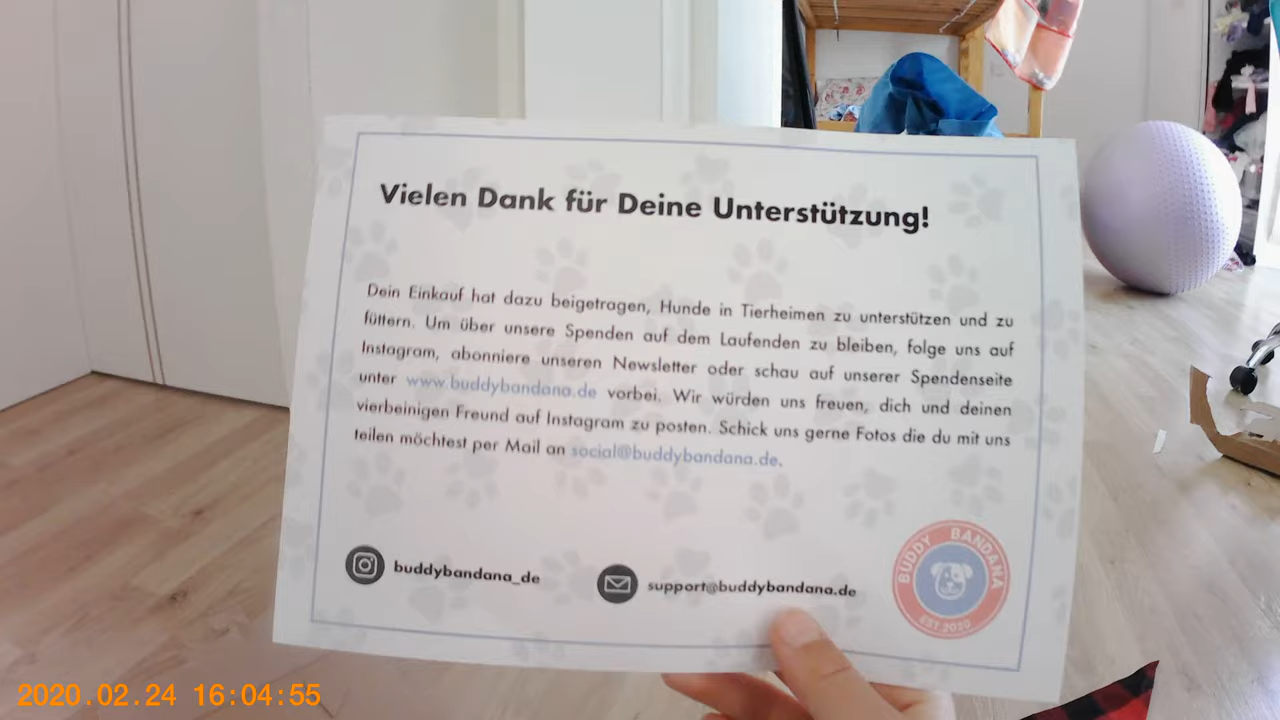 Vielen Dank für Deine Unterstützung!
Dein Einkauf hat dazu beigetragen, Hunde in Tierheimen zu unterstützen und zu
füttern. Um über unsere Spenden auf dem Laufenden zu bleiben, folge uns auf
Instagram, abonniere unseren Newsletter oder schau auf unserer Spendenseite
unter www.buddybandana.de vorbei. Wir würden uns freuen, dich und deinen
vierbeinigen Freund auf Instagram zu posten. Schick uns gerne Fotos die du mit uns
teilen möchtest per Mail an social@buddybandana.de.
buddybandana_de
support@buddybandana.de
BUDDY BANDANA
EST 2020
2020.02.24 16:04:55